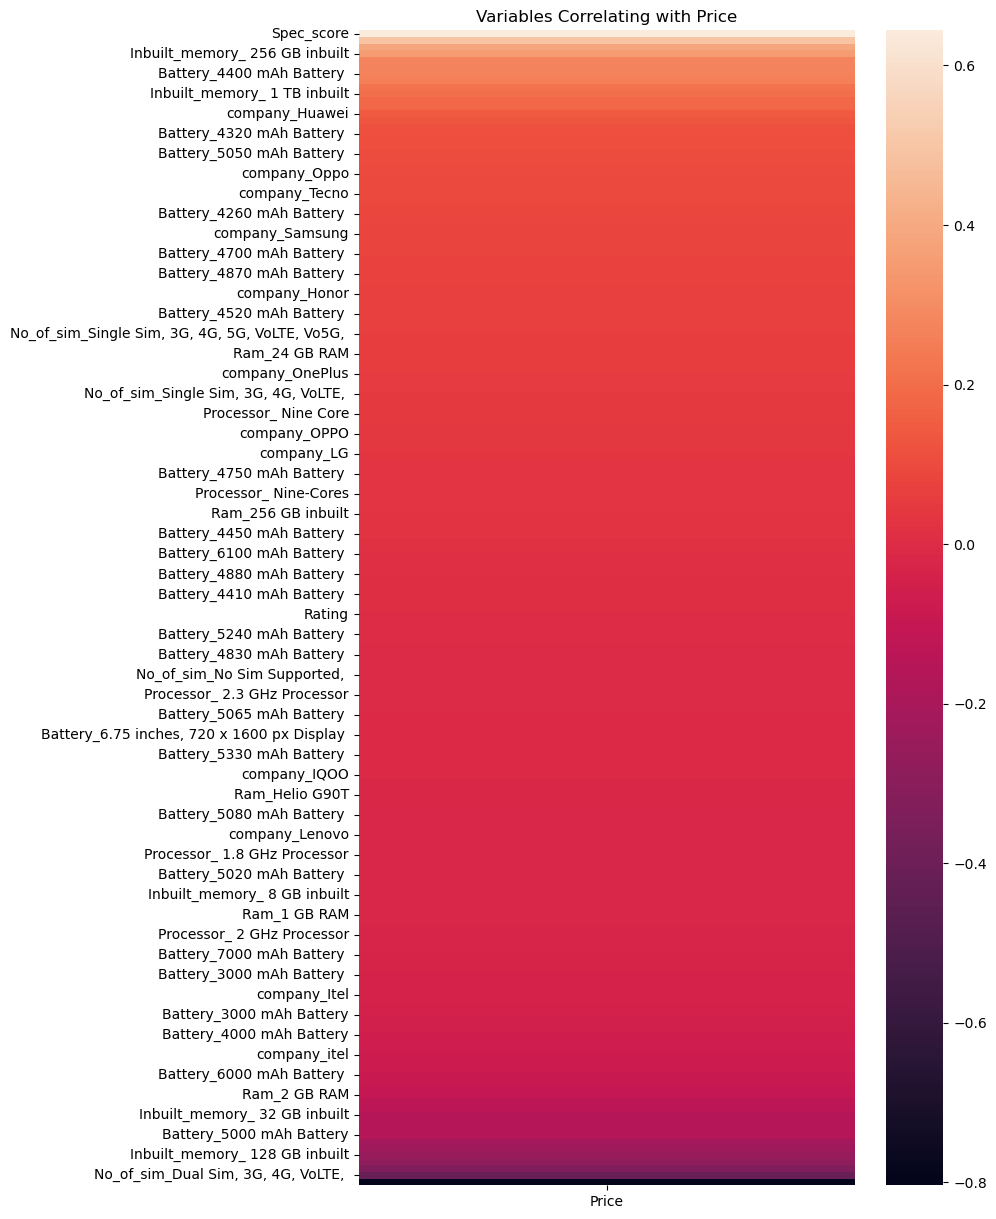 Variables Correlating with Price
Spec_score
Inbuilt_memory_ 256 GB inbuilt
Battery_4400 mAh Battery
Inbuilt_memory_ 1 TB inbuilt
company_Huawei
Battery_4320 mAh Battery
Battery_5050 mAh Battery
company_Oppo
company_Tecno
Battery_4260 mAh Battery
company_Samsung
Battery_4700 mAh Battery
Battery_4870 mAh Battery
company_Honor
Battery_4520 mAh Battery
No_of_sim_Single Sim, 3G, 4G, 5G, VoLTE, Vo5G,
Ram_24 GB RAM
company_OnePlus
No_of_sim_Single Sim, 3G, 4G, VoLTE,
Processor_ Nine Core
company_OPPO
company_LG
Battery_4750 mAh Battery
Processor_ Nine-Cores
Ram_256 GB inbuilt
Battery_4450 mAh Battery
Battery_6100 mAh Battery
Battery_4880 mAh Battery
Battery_4410 mAh Battery
Rating
Battery_5240 mAh Battery
Battery_4830 mAh Battery
No_of_sim_No Sim Supported,
Processor_ 2.3 GHz Processor
Battery_5065 mAh Battery
Battery_6.75 inches, 720 x 1600 px Display
Battery_5330 mAh Battery
company_IQOO
Ram_Helio G90T
Battery_5080 mAh Battery
company_Lenovo
Processor_ 1.8 GHz Processor
Battery_5020 mAh Battery
Inbuilt_memory_ 8 GB inbuilt
Ram_1 GB RAM
Processor_ 2 GHz Processor
Battery_7000 mAh Battery
Battery_3000 mAh Battery
company_Itel
Battery_3000 mAh Battery
Battery_4000 mAh Battery
company_itel
Battery_6000 mAh Battery
Ram_2 GB RAM
Inbuilt_memory_ 32 GB inbuilt
Battery_5000 mAh Battery
Inbuilt_memory_ 128 GB inbuilt
No_of_sim_Dual Sim, 3G, 4G, VoLTE,
Price
0.6
0.4
0.2
0.0
−0.2
−0.4
−0.6
−0.8